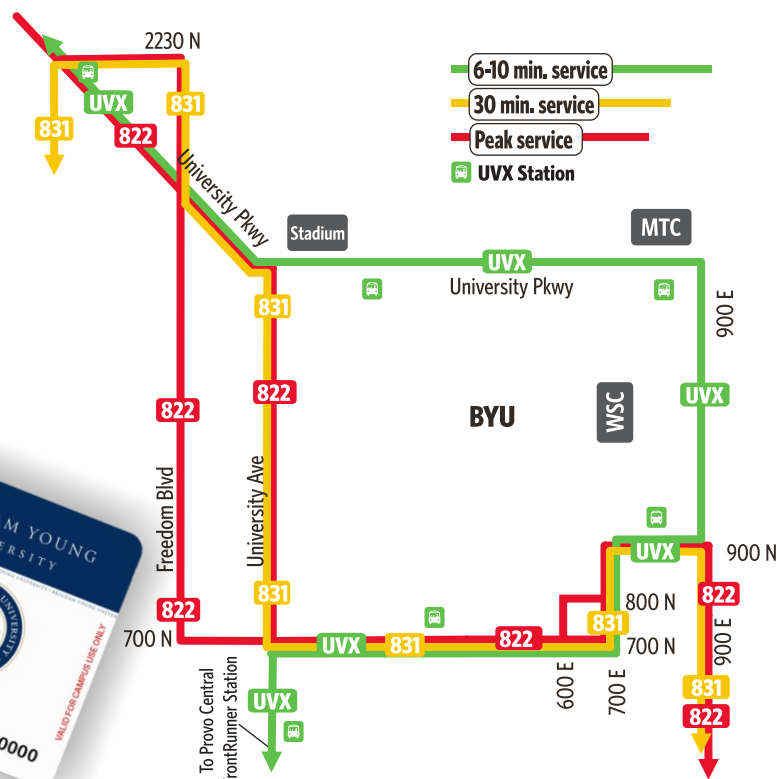 2230 N
6-10 min. service
30 min. service
Peak service
UVX Station
UVX
831
831
822
University Pkwy
Stadium
MTC
UVX
University Pkwy
900 E
831
822
822
UVX
BYU
WSC
Freedom Blvd
University Ave
UVX
900 N
831
822
800 N
831
822
700 N
UVX
831
822
700 N
900 E
600 E
700 E
UVX
831
822
To Provo Central
FrontRunner Station
YOUNG
UNIVERSITY
VALID FOR CAMPUS USE ONLY
0000